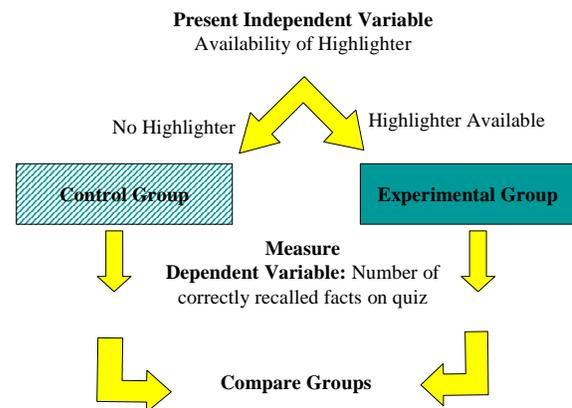 Present Independent Variable
Availability of Highlighter
No Highlighter
Highlighter Available
Control Group
Experimental Group
Measure
Dependent Variable: Number of
correctly recalled facts on quiz
Compare Groups